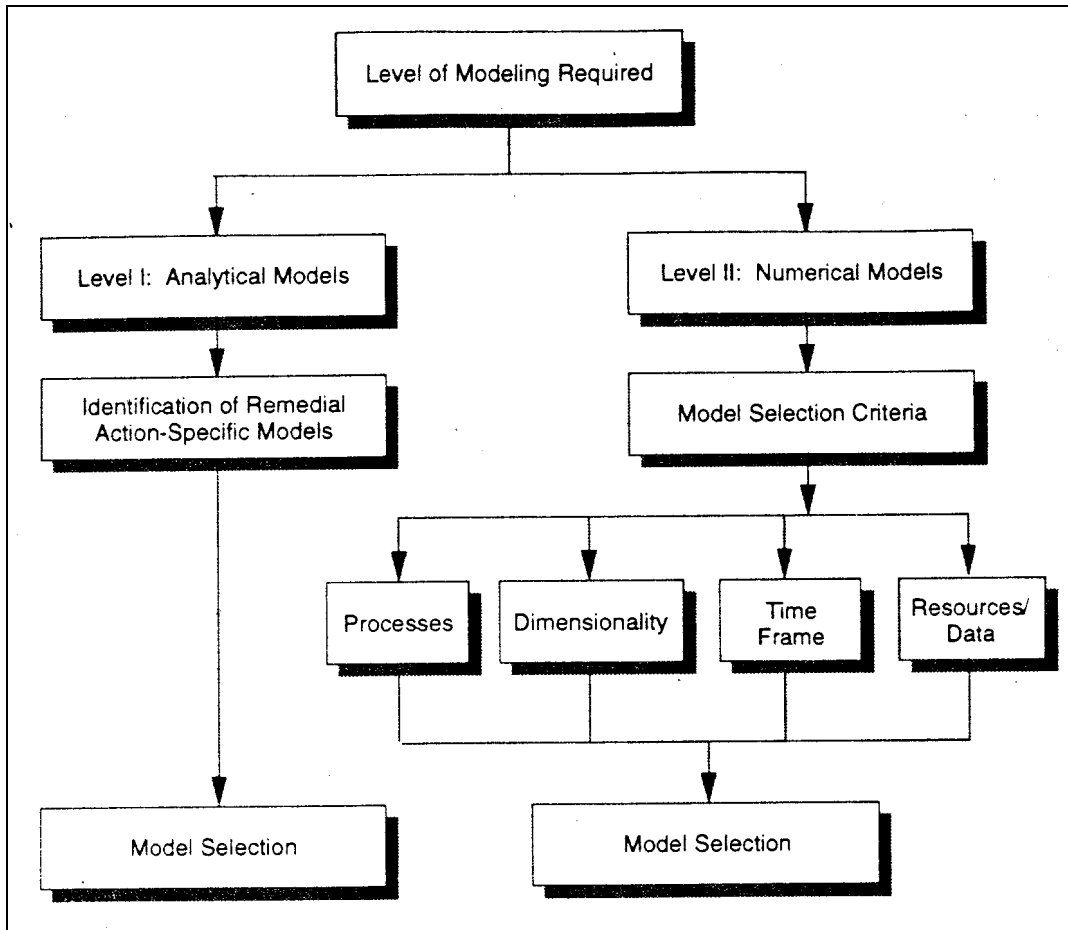 Level of Modeling Required
Level I: Analytical Models
Level II: Numerical Models
Identification of Remedial
Action-Specific Models
Model Selection Criteria
Processes
Dimensionality
Time
Frame
Resources/
Data
Model Selection
Model Selection